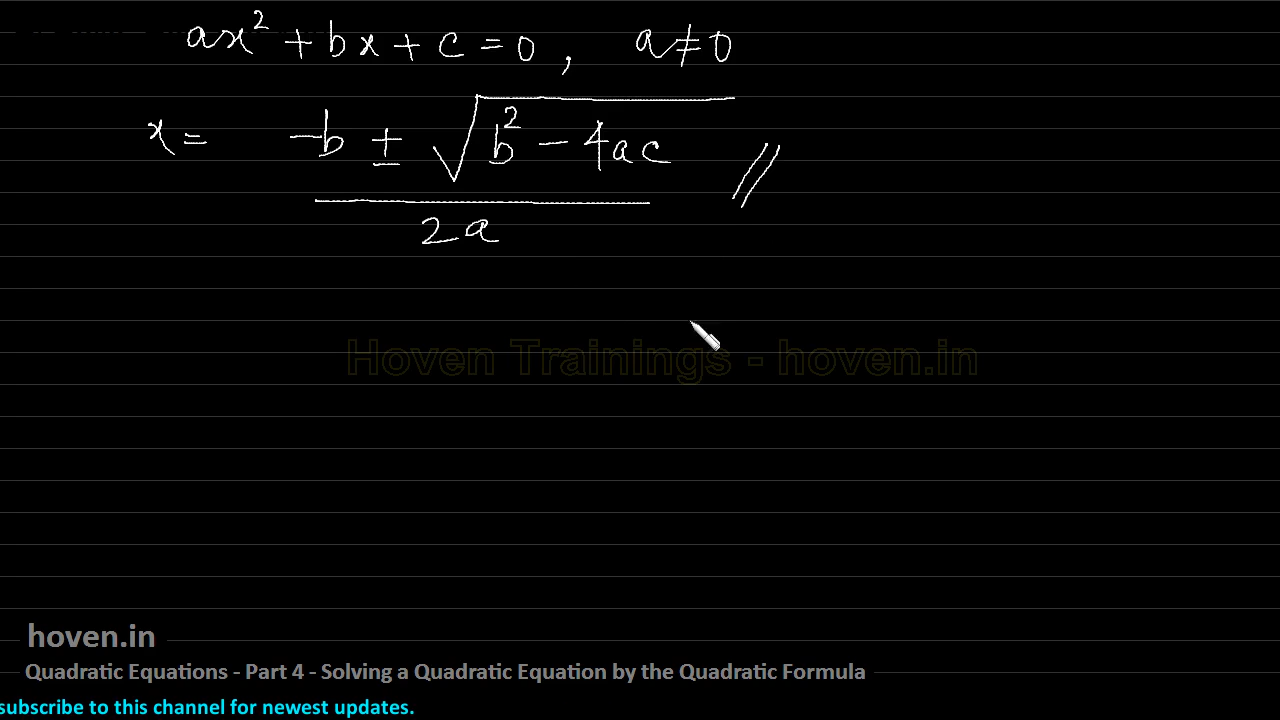 ax² + bx + c = 0, a ≠ 0
x = -b ± √b² - 4ac //
2a
Hoven Trainings - hoven.in
hoven.in
Quadratic Equations - Part 4 - Solving a Quadratic Equation by the Quadratic Formula
subscribe to this channel for newest updates.